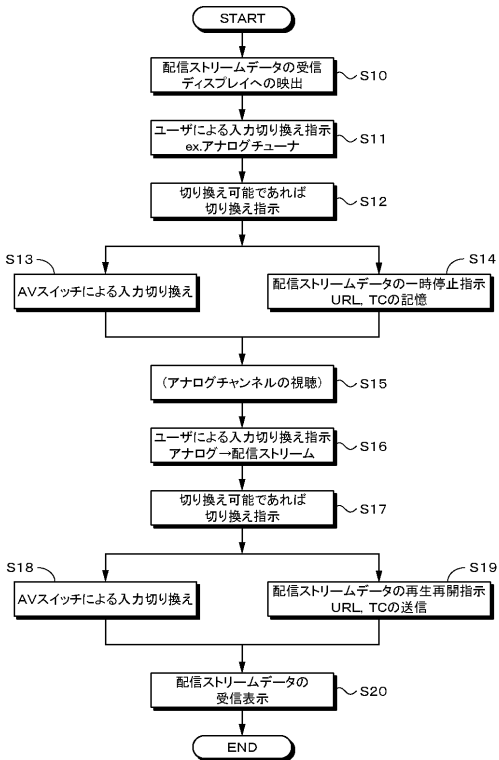 START
配信ストリームデータの受信
ディスプレイへの映出
S10
ユーザによる入力切り換え指示
ex.アナログチューナ
S11
切り換え可能であれば
切り換え指示
S12
S13
AVスイッチによる入力切り換え
S14
配信ストリームデータの一時停止指示
URL, TCの記憶
(アナログチャンネルの視聴)
S15
ユーザによる入力切り換え指示
アナログ→配信ストリーム
S16
切り換え可能であれば
切り換え指示
S17
S18
AVスイッチによる入力切り換え
S19
配信ストリームデータの再生再開指示
URL, TCの送信
配信ストリームデータの
受信表示
S20
END